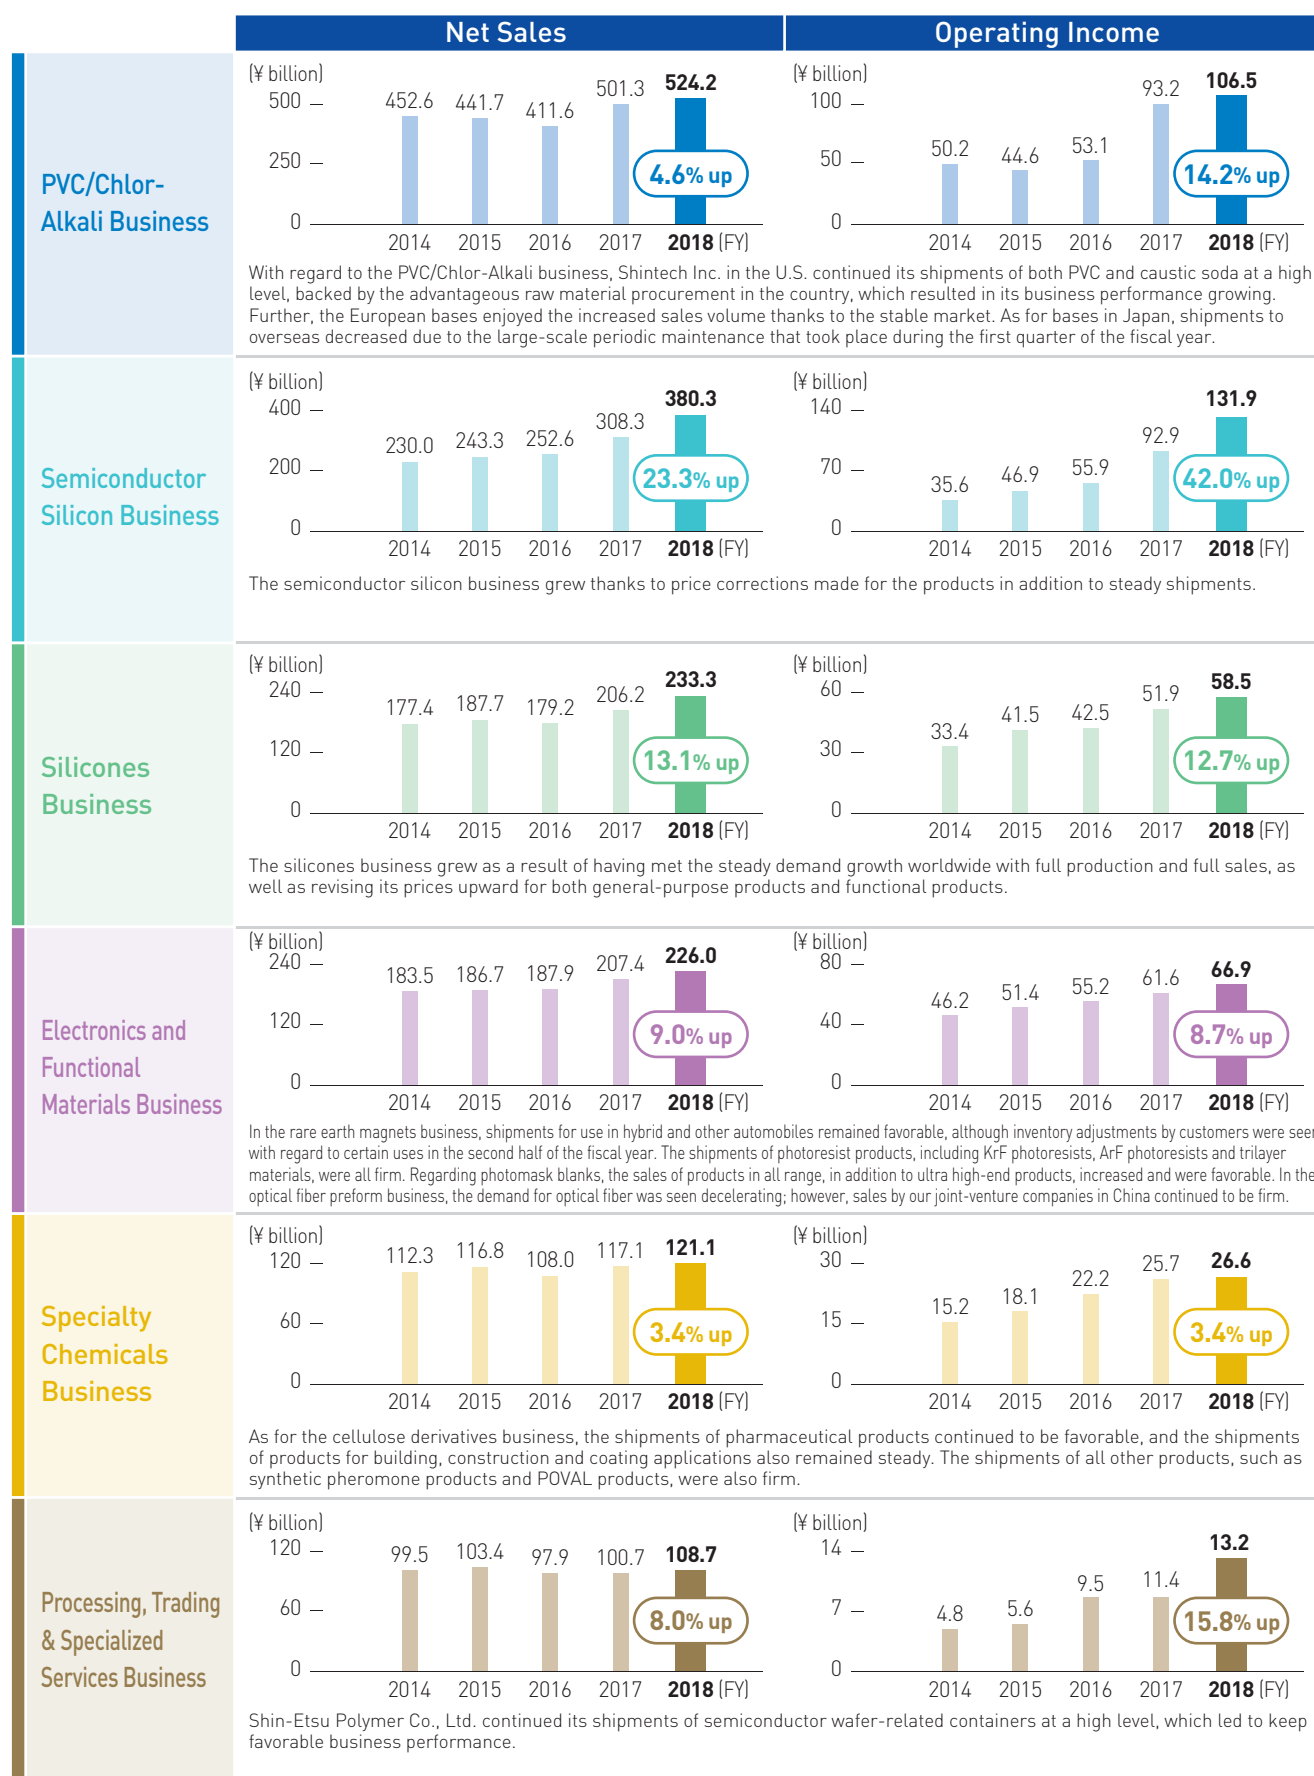 Net Sales
Operating Income
PVC/Chlor-
Alkali Business
(¥ billion)
500
250
0
452.6
441.7
411.6
501.3
524.2
4.6% up
2014 2015 2016 2017 2018 (FY)
(¥ billion)
100
50
0
50.2
44.6
53.1
93.2
106.5
14.2% up
2014 2015 2016 2017 2018 (FY)
With regard to the PVC/Chlor-Alkali business, Shintech Inc. in the U.S. continued its shipments of both PVC and caustic soda at a high
level, backed by the advantageous raw material procurement in the country, which resulted in its business performance growing.
Further, the European bases enjoyed the increased sales volume thanks to the stable market. As for bases in Japan, shipments to
overseas decreased due to the large-scale periodic maintenance that took place during the first quarter of the fiscal year.
Semiconductor
Silicon Business
(¥ billion)
400
200
0
230.0
243.3
252.6
308.3
380.3
23.3% up
2014 2015 2016 2017 2018 (FY)
(¥ billion)
140
70
0
35.6
46.9
55.9
92.9
131.9
42.0% up
2014 2015 2016 2017 2018 (FY)
The semiconductor silicon business grew thanks to price corrections made for the products in addition to steady shipments.
Silicones
Business
(¥ billion)
240
120
0
177.4
187.7
179.2
206.2
233.3
13.1% up
2014 2015 2016 2017 2018 (FY)
(¥ billion)
60
30
0
33.4
41.5
42.5
51.9
58.5
12.7% up
2014 2015 2016 2017 2018 (FY)
The silicones business grew as a result of having met the steady demand growth worldwide with full production and full sales, as
well as revising its prices upward for both general-purpose products and functional products.
Electronics and
Functional
Materials Business
(¥ billion)
240
120
0
183.5
186.7
187.9
207.4
226.0
9.0% up
2014 2015 2016 2017 2018 (FY)
(¥ billion)
80
40
0
46.2
51.4
55.2
61.6
66.9
8.7% up
2014 2015 2016 2017 2018 (FY)
In the rare earth magnets business, shipments for use in hybrid and other automobiles remained favorable, although inventory adjustments by customers were seen
with regard to certain uses in the second half of the fiscal year. The shipments of photoresist products, including KrF photoresists, ArF photoresists and trilayer
materials, were all firm. Regarding photomask blanks, the sales of products in all range, in addition to ultra high-end products, increased and were favorable. In the
optical fiber preform business, the demand for optical fiber was seen decelerating; however, sales by our joint-venture companies in China continued to be firm.
Specialty
Chemicals
Business
(¥ billion)
120
60
0
112.3
116.8
108.0
117.1
121.1
3.4% up
2014 2015 2016 2017 2018 (FY)
(¥ billion)
30
15
0
15.2
18.1
22.2
25.7
26.6
3.4% up
2014 2015 2016 2017 2018 (FY)
As for the cellulose derivatives business, the shipments of pharmaceutical products continued to be favorable, and the shipments
of products for building, construction and coating applications also remained steady. The shipments of all other products, such as
synthetic pheromone products and POVAL products, were also firm.
Processing, Trading
& Specialized
Services Business
(¥ billion)
120
60
0
99.5
103.4
97.9
100.7
108.7
8.0% up
2014 2015 2016 2017 2018 (FY)
(¥ billion)
14
7
0
4.8
5.6
9.5
11.4
13.2
15.8% up
2014 2015 2016 2017 2018 (FY)
Shin-Etsu Polymer Co., Ltd. continued its shipments of semiconductor wafer-related containers at a high level, which led to keep
favorable business performance.